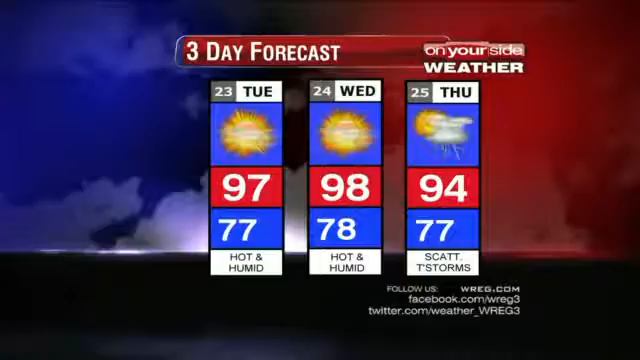 3 DAY FORECAST
on your side
WEATHER
23 TUE
24 WED
25 THU
97
98
94
77
78
77
HOT &
HUMID
HOT &
HUMID
SCATT.
T'STORMS
FOLLOW US: WREG.COM
facebook.com/wreg3
twitter.com/weather_WREG3